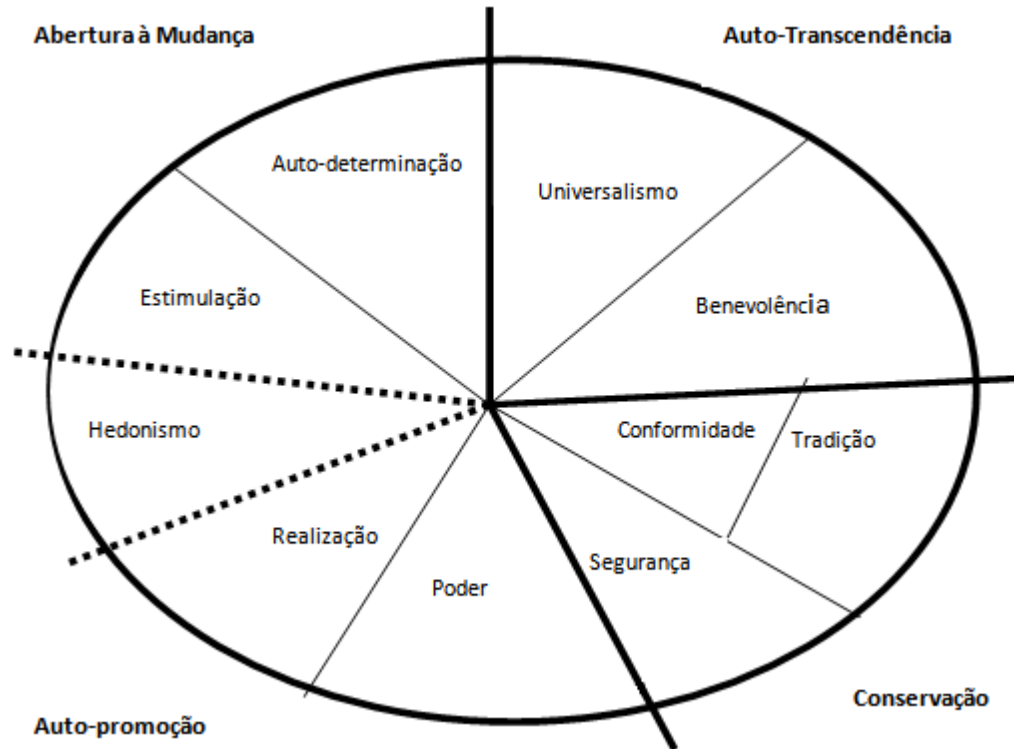 Abertura à Mudança
Auto-Transcendência
Auto-determinação
Universalismo
Estimulação
Benevolência
Hedonismo
Conformidade
Tradição
Realização
Segurança
Poder
Conservação
Auto-promoção